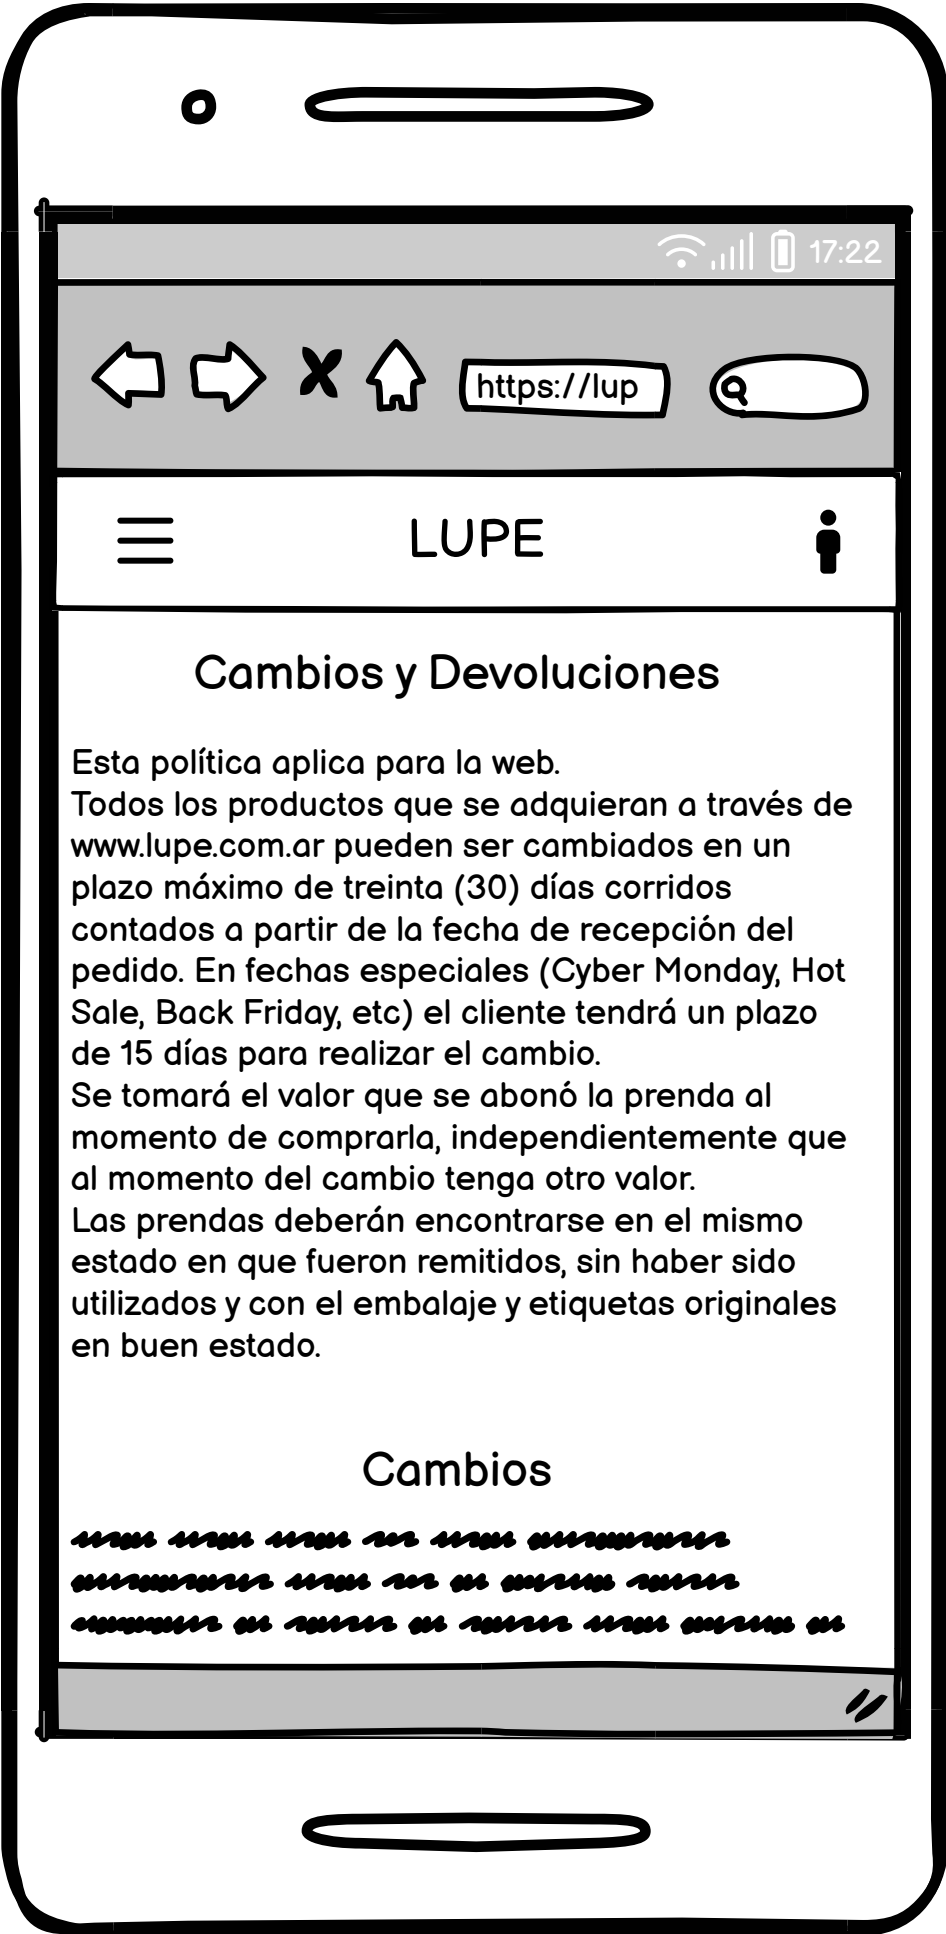 17:22
https://lup
LUPE
Cambios y Devoluciones
Esta política aplica para la web.
Todos los productos que se adquieran a través de
www.lupe.com.ar pueden ser cambiados en un
plazo máximo de treinta (30) días corridos
contados a partir de la fecha de recepción del
pedido. En fechas especiales (Cyber Monday, Hot
Sale, Back Friday, etc) el cliente tendrá un plazo
de 15 días para realizar el cambio.
Se tomará el valor que se abonó la prenda al
momento de comprarla, independientemente que
al momento del cambio tenga otro valor.
Las prendas deberán encontrarse en el mismo
estado en que fueron remitidos, sin haber sido
utilizados y con el embalaje y etiquetas originales
en buen estado.
Cambios